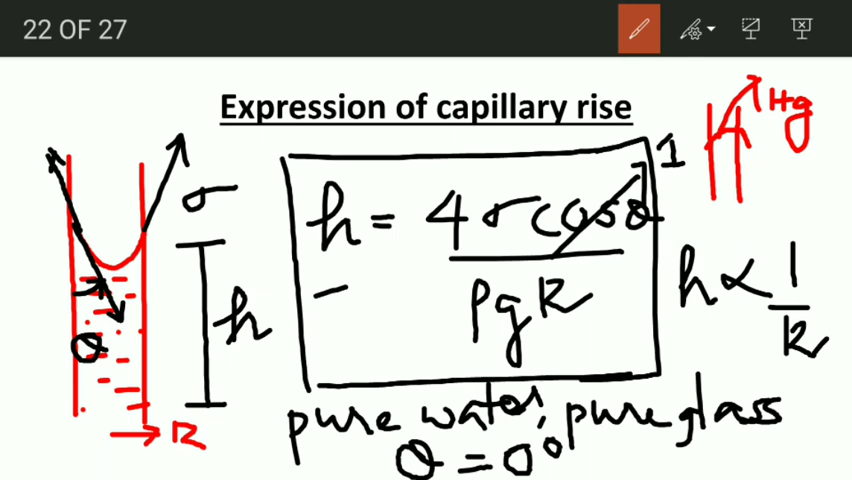 22 OF 27
Expression of capillary rise
Hg
σ
1
h = 4σcosθ
ρgR
h
θ
R
h ∝ 1
R
pure water, pure glass
θ = 0°